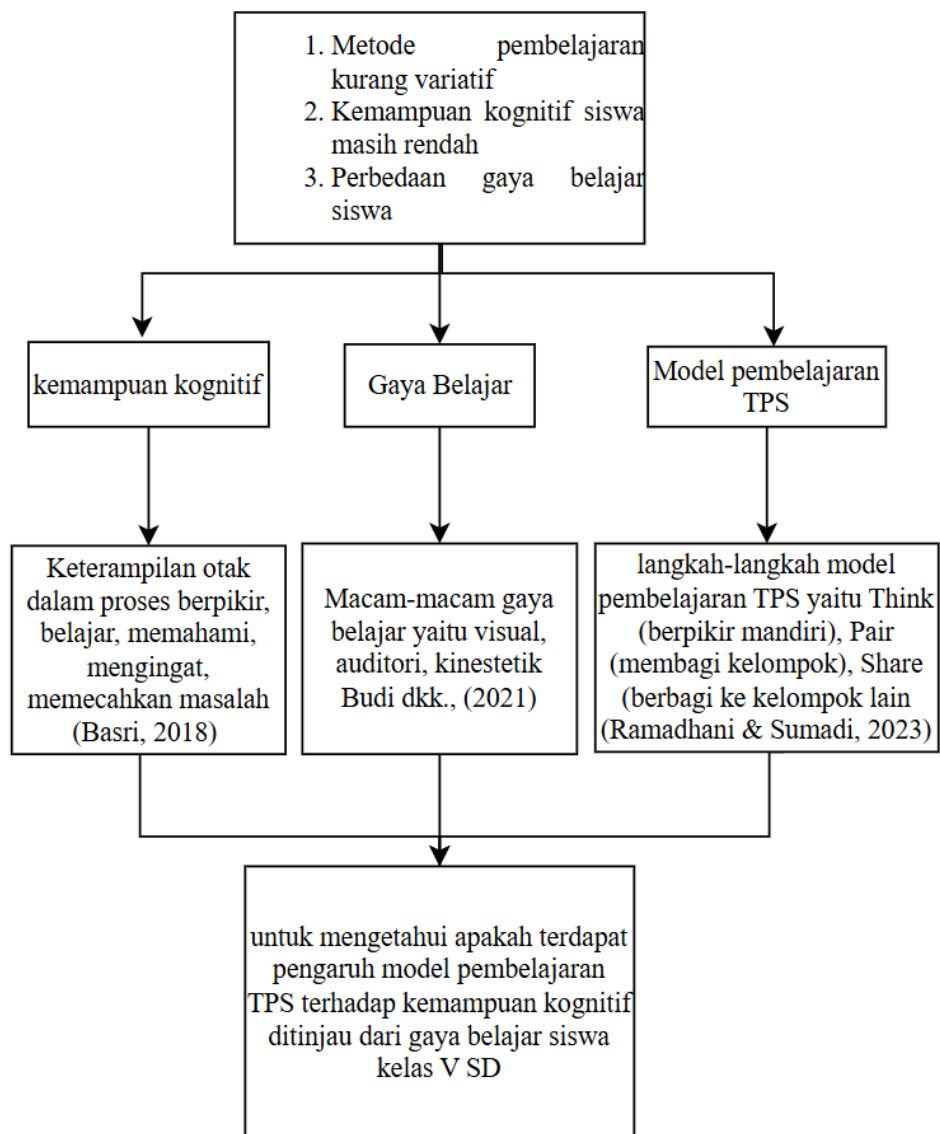 1. Metode pembelajaran
kurang variatif
2. Kemampuan kognitif siswa
masih rendah
3. Perbedaan gaya belajar
siswa
kemampuan kognitif
Gaya Belajar
Model pembelajaran
TPS
Keterampilan otak
dalam proses berpikir,
belajar, memahami,
mengingat,
memecahkan masalah
(Basri, 2018)
Macam-macam gaya
belajar yaitu visual,
auditori, kinestetik
Budi dkk., (2021)
langkah-langkah model
pembelajaran TPS yaitu Think
(berpikir mandiri), Pair
(membagi kelompok), Share
(berbagi ke kelompok lain
(Ramadhani & Sumadi, 2023)
untuk mengetahui apakah terdapat
pengaruh model pembelajaran
TPS terhadap kemampuan kognitif
ditinjau dari gaya belajar siswa
kelas V SD